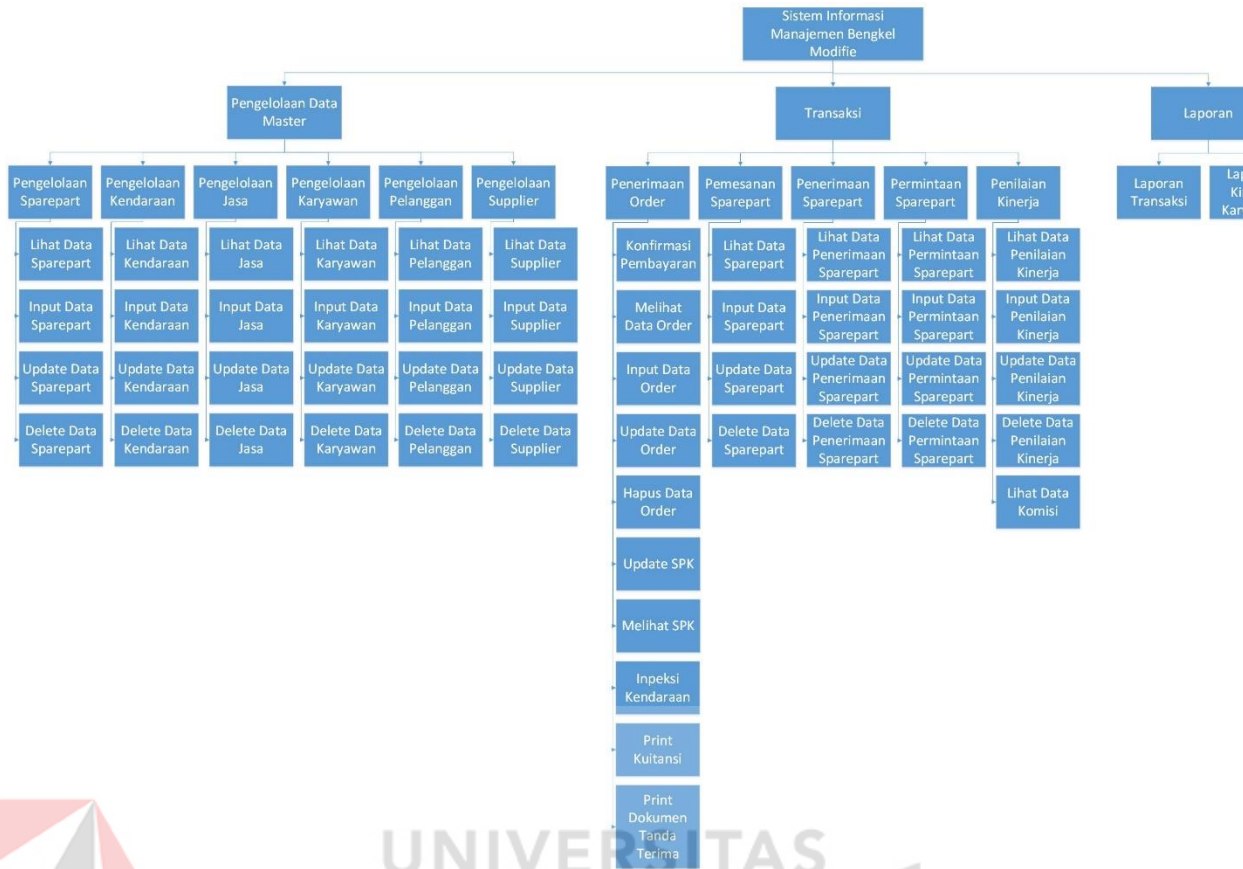 Sistem Informasi
Manajemen Bengkel
Modifie
Pengelolaan Data
Master
Transaksi
Laporan
Pengelolaan
Sparepart
Pengelolaan
Kendaraan
Pengelolaan
Jasa
Pengelolaan
Karyawan
Pengelolaan
Pelanggan
Pengelolaan
Supplier
Penerimaan
Order
Pemesanan
Sparepart
Penerimaan
Sparepart
Permintaan
Sparepart
Penilaian
Kinerja
Laporan
Transaksi
Lihat Data
Sparepart
Lihat Data
Kendaraan
Lihat Data
Jasa
Lihat Data
Karyawan
Lihat Data
Pelanggan
Lihat Data
Supplier
Konfirmasi
Pembayaran
Lihat Data
Sparepart
Lihat Data
Penerimaan
Sparepart
Lihat Data
Permintaan
Sparepart
Lihat Data
Penilaian
Kinerja
Input Data
Sparepart
Input Data
Kendaraan
Input Data
Jasa
Input Data
Karyawan
Input Data
Pelanggan
Input Data
Supplier
Melihat
Data Order
Input Data
Sparepart
Input Data
Penerimaan
Sparepart
Input Data
Permintaan
Sparepart
Input Data
Penilaian
Kinerja
Update Data
Sparepart
Update Data
Kendaraan
Update Data
Jasa
Update Data
Karyawan
Update Data
Pelanggan
Update Data
Supplier
Input Data
Order
Update Data
Sparepart
Update Data
Penerimaan
Sparepart
Update Data
Permintaan
Sparepart
Update Data
Penilaian
Kinerja
Delete Data
Sparepart
Delete Data
Kendaraan
Delete Data
Jasa
Delete Data
Karyawan
Delete Data
Pelanggan
Delete Data
Supplier
Update Data
Order
Delete Data
Sparepart
Delete Data
Penerimaan
Sparepart
Delete Data
Permintaan
Sparepart
Delete Data
Penilaian
Kinerja
Hapus Data
Order
Lihat Data
Komisi
Update SPK
Melihat SPK
Inpeksi
Kendaraan
Print
Kuitansi
Print
Dokumen
Tanda
Terima
UNIVERSITAS